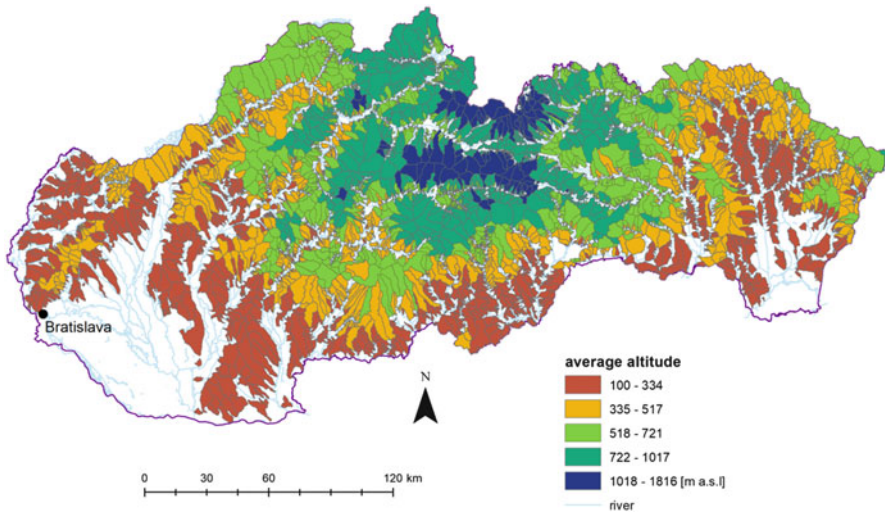 Bratislava
N
average altitude
100 - 334
335 - 517
518 - 721
722 - 1017
1018 - 1816 [m a.s.l]
river
0 30 60 120 km